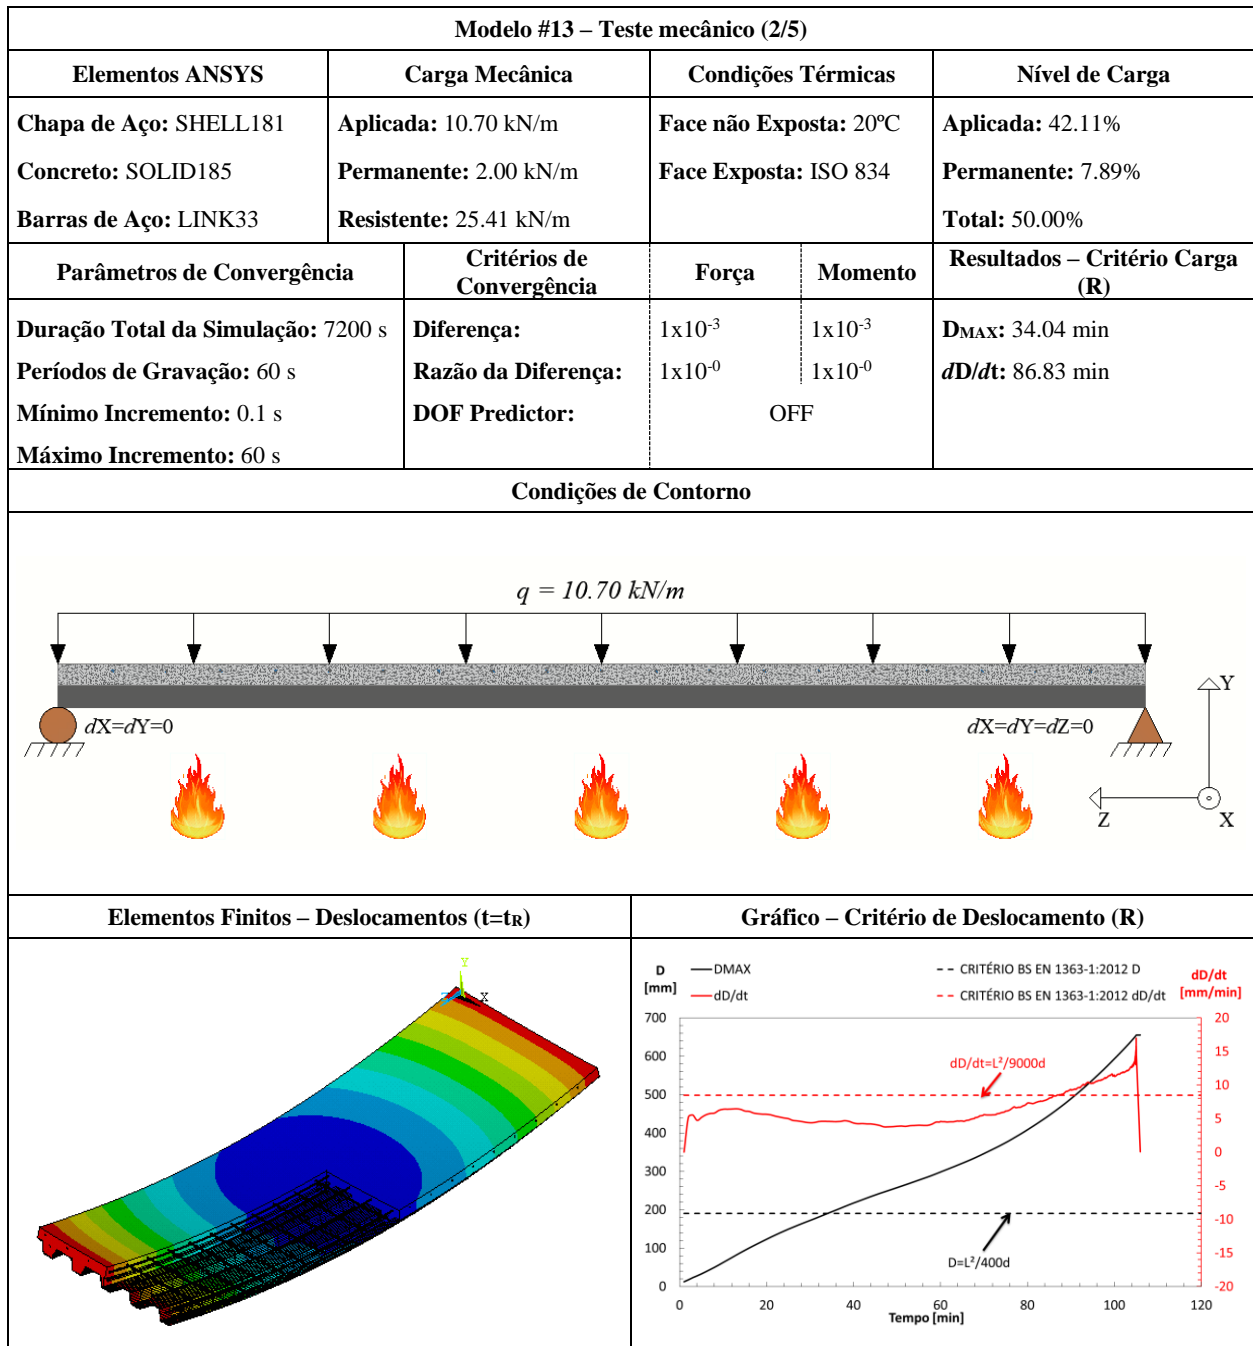 Modelo #13 – Teste mecânico (2/5)
Elementos ANSYS Carga Mecânica Condições Térmicas Nível de Carga
Chapa de Aço: SHELL181 Aplicada: 10.70 kN/m Face não Exposta: 20ºC Aplicada: 42.11%
Concreto: SOLID185 Permanente: 2.00 kN/m Face Exposta: ISO 834 Permanente: 7.89%
Barras de Aço: LINK33 Resistente: 25.41 kN/m Total: 50.00%
Parâmetros de Convergência Critérios de Convergência Força Momento Resultados – Critério Carga (R)
Duração Total da Simulação: 7200 s Diferença: 1x10-3 1x10-3 DMAX: 34.04 min
Períodos de Gravação: 60 s Razão da Diferença: 1x10-0 1x10-0 dD/dt: 86.83 min
Mínimo Incremento: 0.1 s DOF Predictor: OFF
Máximo Incremento: 60 s
Condições de Contorno
q = 10.70 kN/m
dX=dY=0 dX=dY=dZ=0
Y
Z X
Elementos Finitos – Deslocamentos (t=tR) Gráfico – Critério de Deslocamento (R)
Y
X
D [mm] DMAX CRITÉRIO BS EN 1363-1:2012 D dD/dt [mm/min]
dD/dt CRITÉRIO BS EN 1363-1:2012 dD/dt
700 20
600 15
dD/dt=L²/9000d
500 10
400 5
300 0
-5
200 -10
100 -15
D=L²/400d
0 -20
0 20 40 60 80 100 120
Tempo [min]